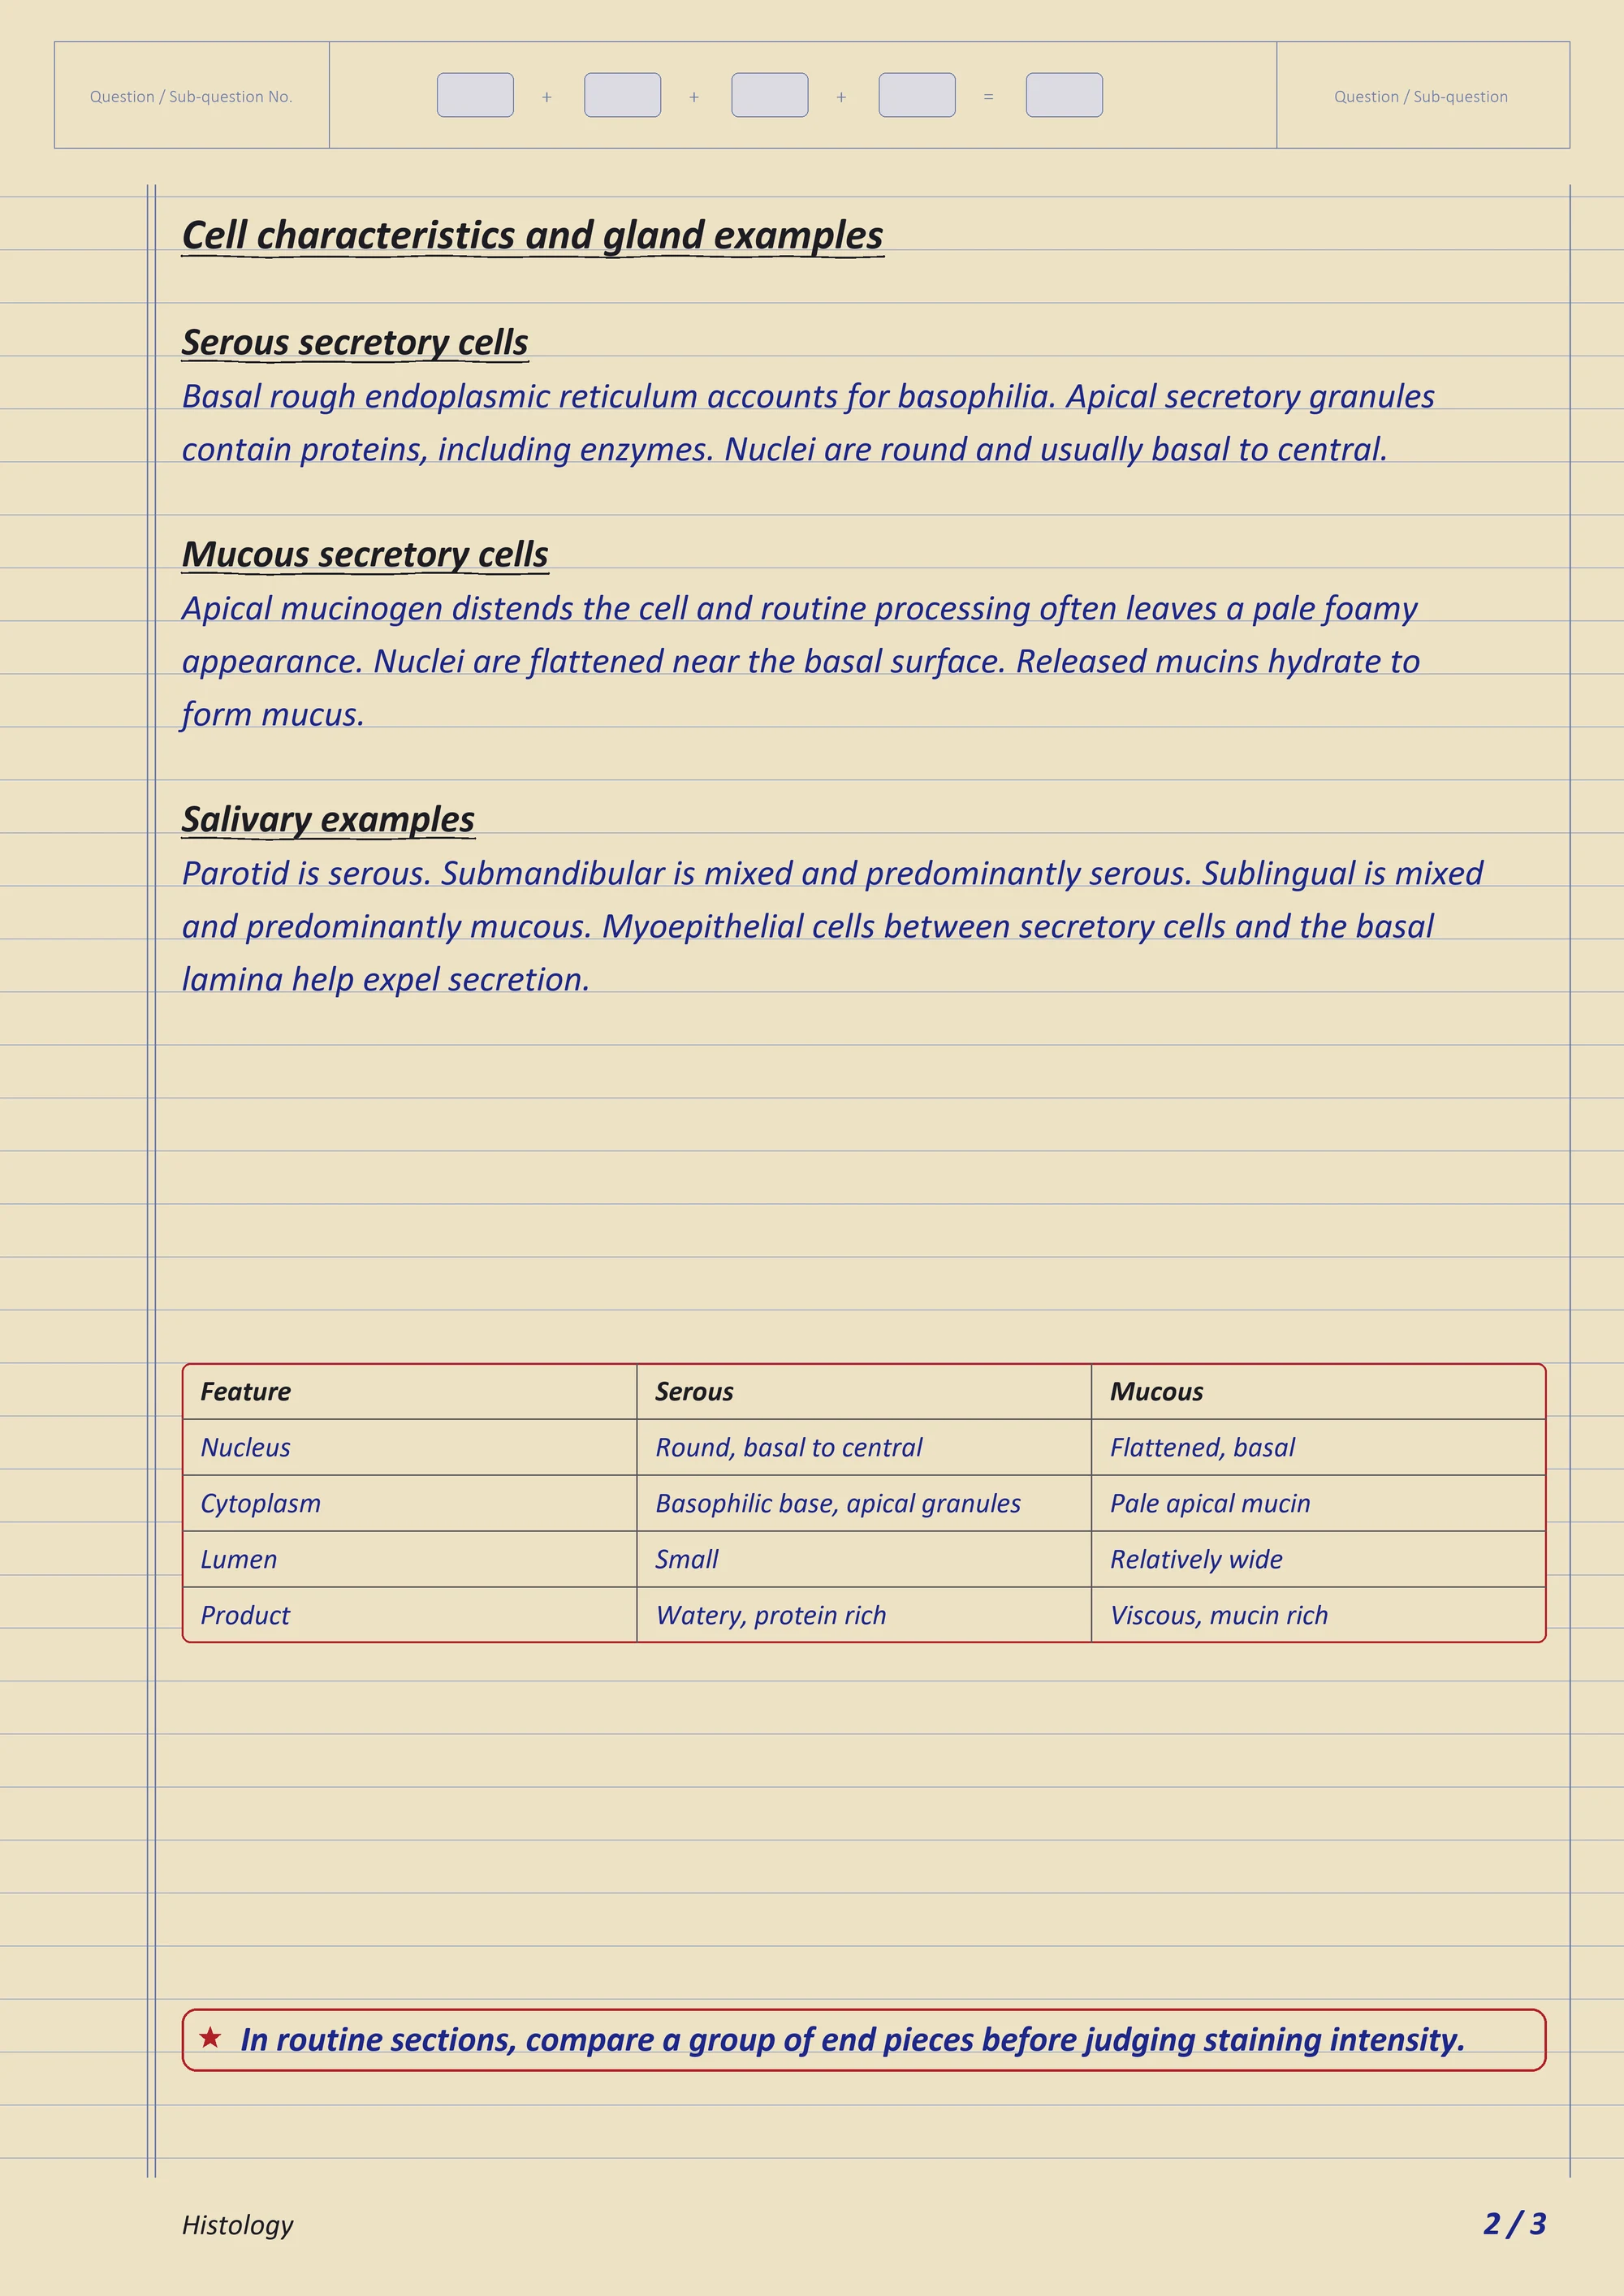 Question / Sub-question No.
+ + + =
Question / Sub-question
Cell characteristics and gland examples
Serous secretory cells
Basal rough endoplasmic reticulum accounts for basophilia. Apical secretory granules
contain proteins, including enzymes. Nuclei are round and usually basal to central.
Mucous secretory cells
Apical mucinogen distends the cell and routine processing often leaves a pale foamy
appearance. Nuclei are flattened near the basal surface. Released mucins hydrate to
form mucus.
Salivary examples
Parotid is serous. Submandibular is mixed and predominantly serous. Sublingual is mixed
and predominantly mucous. Myoepithelial cells between secretory cells and the basal
lamina help expel secretion.
Feature Serous Mucous
Nucleus Round, basal to central Flattened, basal
Cytoplasm Basophilic base, apical granules Pale apical mucin
Lumen Small Relatively wide
Product Watery, protein rich Viscous, mucin rich
★ In routine sections, compare a group of end pieces before judging staining intensity.
Histology
2 / 3